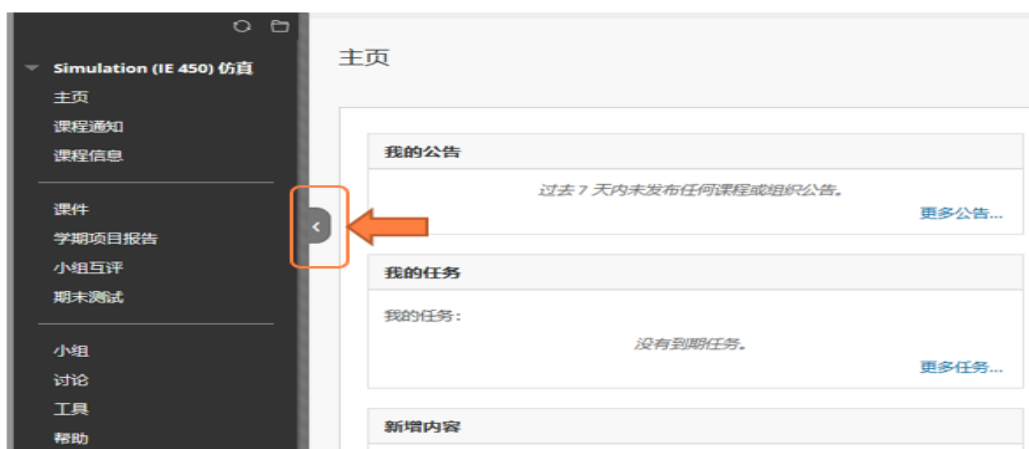 Simulation (IE 450) 仿真
主页
课程通知
课程信息
课件
学期项目报告
小组互评
期末测试
小组
讨论
工具
帮助
主页
我的公告
过去 7 天内未发布任何课程或组织公告。
更多公告...
我的任务
我的任务：
没有到期任务。
更多任务...
新增内容